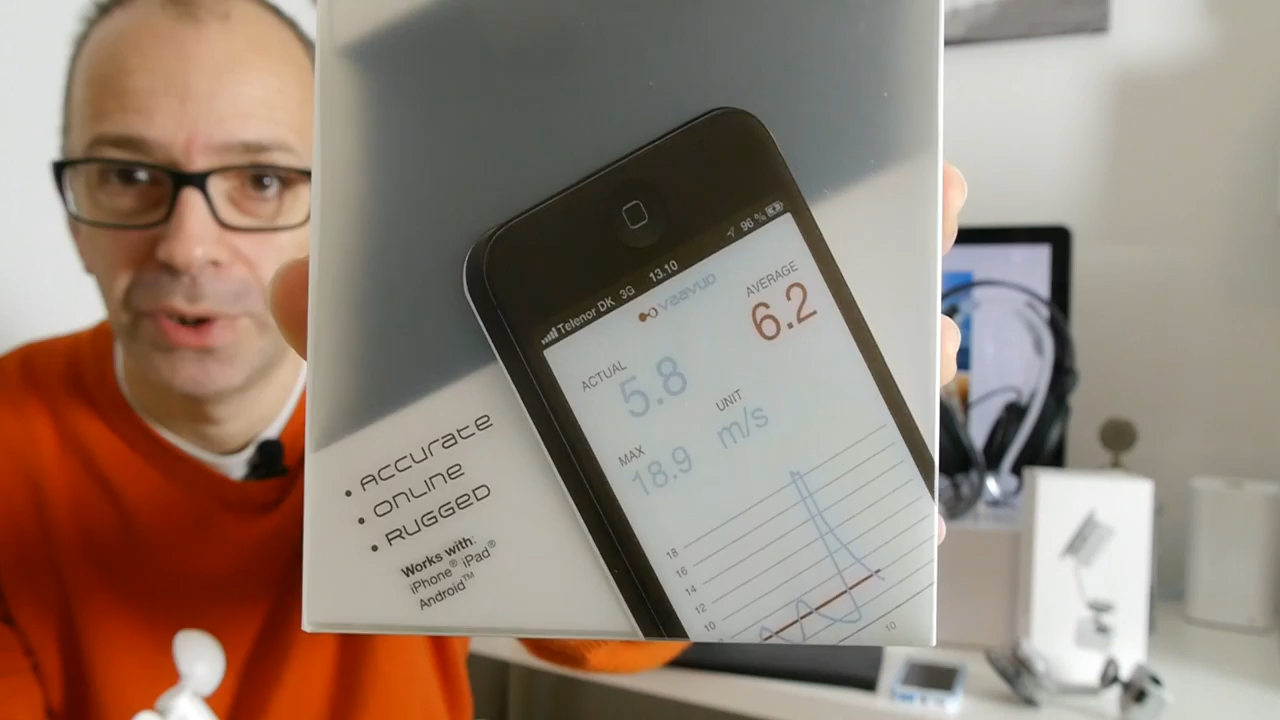 Telenor DK 3G 13.10 96 %
vaavud
AVERAGE
6.2
ACTUAL
5.8
UNIT
m/s
MAX
18.9
18
16
14
12
10
10
• ACCURATE
• ONLINE
• RUGGED
Works with:
iPhone® iPad®
Android™